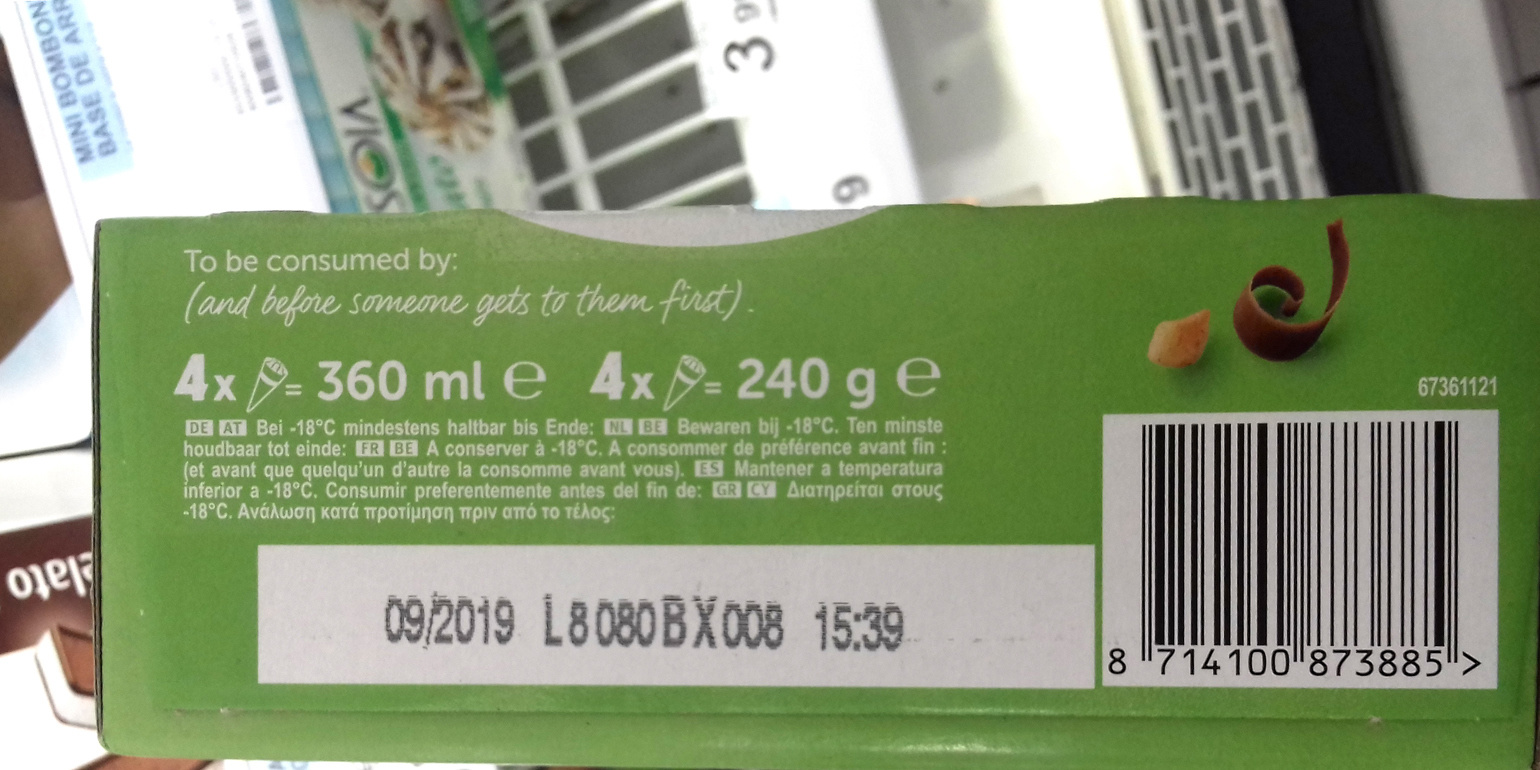 MINI BOMBON
BASE DE ARR
VIOS
3
9
elato
To be consumed by:
(and before someone gets to them first).
4x = 360 ml e 4x = 240 g e
DE AT Bei -18°C mindestens haltbar bis Ende: NL BE Bewaren bij -18°C. Ten minste
houdbaar tot einde: FR BE A conserver à -18°C. A consommer de préférence avant fin :
(et avant que quelqu'un d'autre la consomme avant vous). ES Mantener a temperatura
inferior a -18°C. Consumir preferentemente antes del fin de: GR CY Διατηρείται στους
-18°C. Ανάλωση κατά προτίμηση πριν από το τέλος:
09/2019 L8080BX008 15:39
67361121
8 714100 873885 >